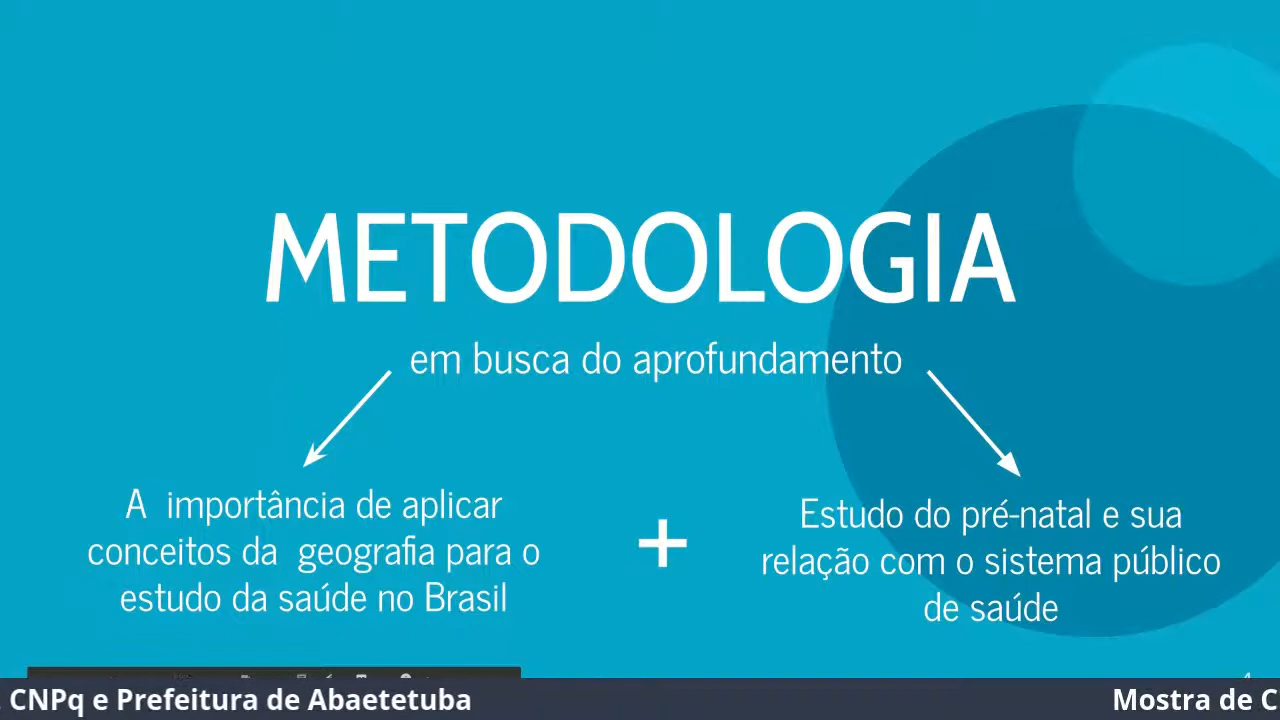 METODOLOGIA
em busca do aprofundamento
A importância de aplicar
conceitos da geografia para o
estudo da saúde no Brasil
+
Estudo do pré-natal e sua
relação com o sistema público
de saúde
CNPq e Prefeitura de Abaetetuba
Mostra de C